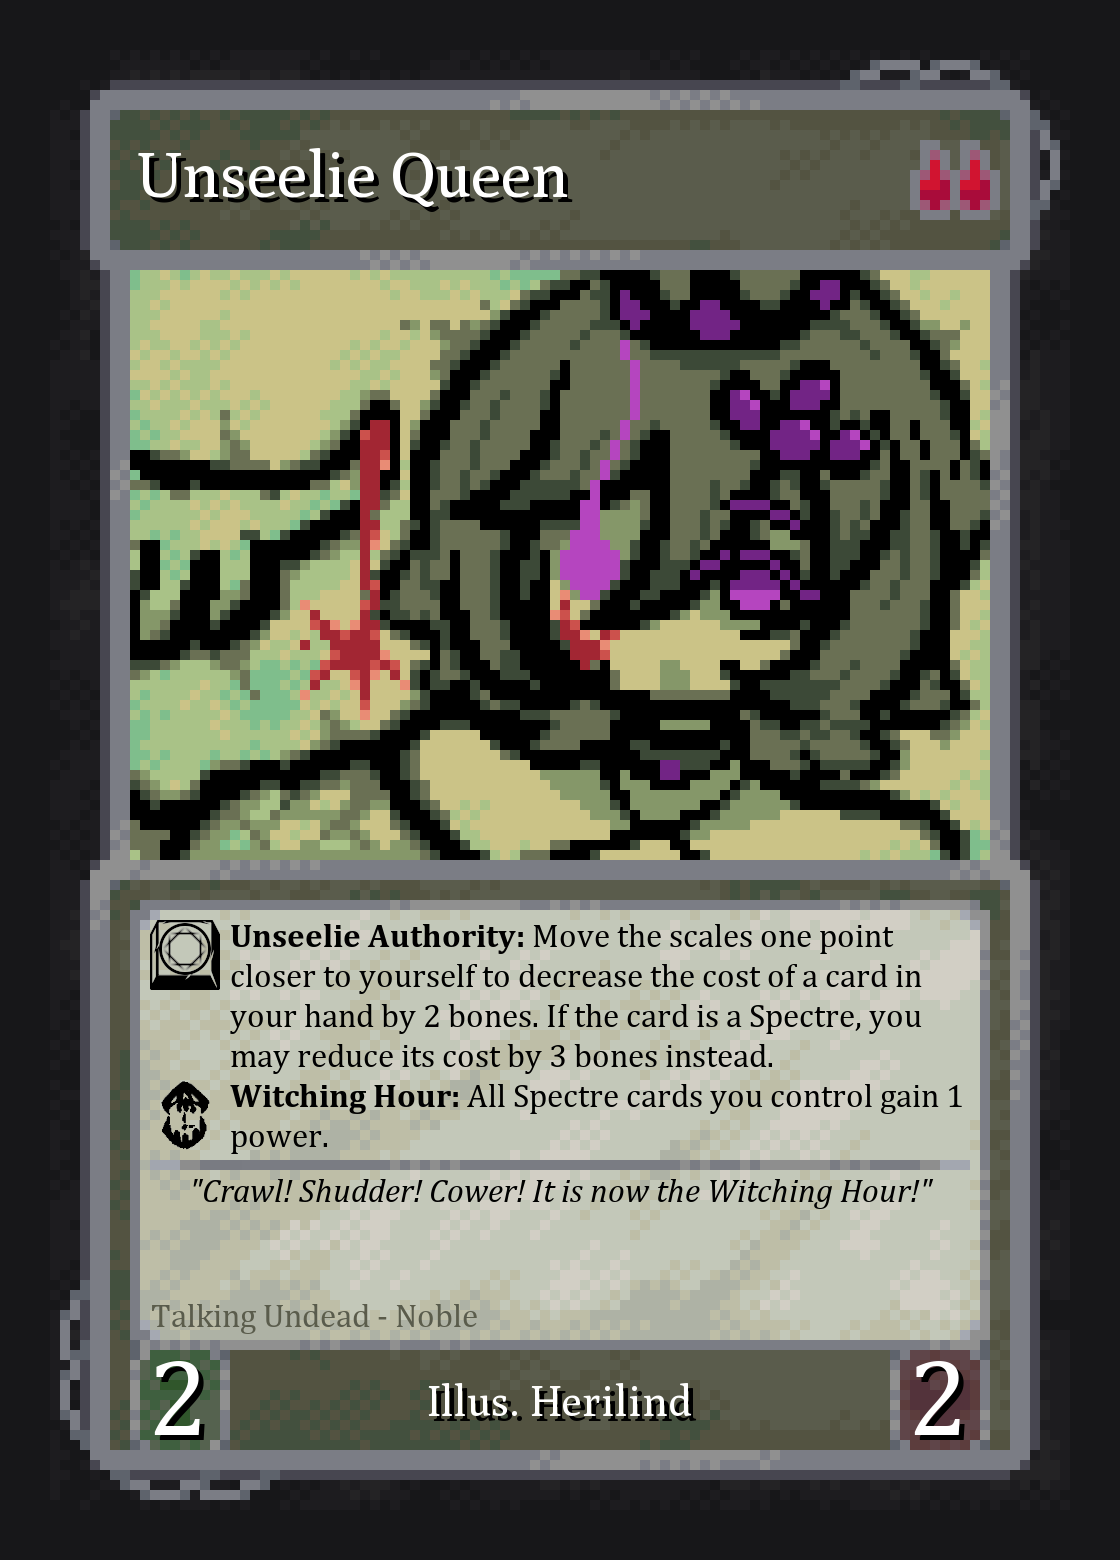 Unseelie Queen
Unseelie Authority: Move the scales one point
closer to yourself to decrease the cost of a card in
your hand by 2 bones. If the card is a Spectre, you
may reduce its cost by 3 bones instead.
Witching Hour: All Spectre cards you control gain 1
power.
"Crawl! Shudder! Cower! It is now the Witching Hour!"
Talking Undead - Noble
2 Illus. Herilind 2